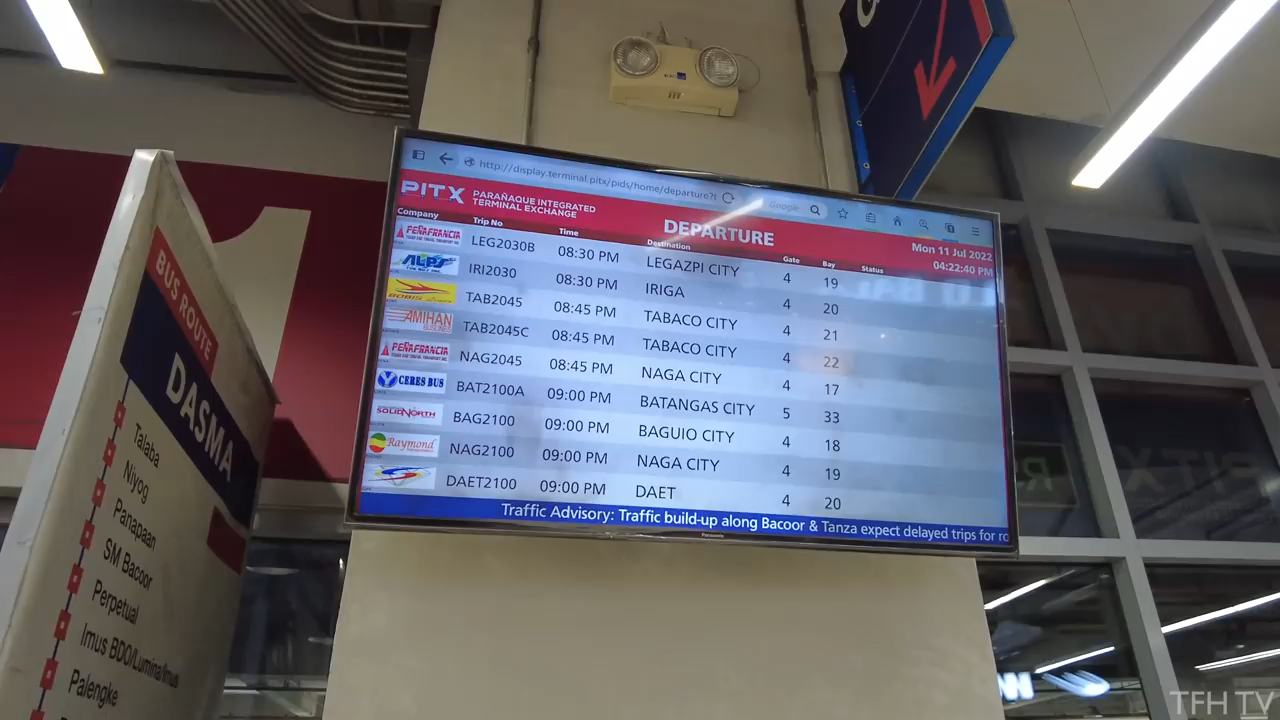 http://display.terminal.pitx/pids/home/departure?
Google
PITX PARAÑAQUE INTEGRATED
TERMINAL EXCHANGE
DEPARTURE
Mon 11 Jul 2022
04:22:40 PM
Company Trip No Time Destination Gate Bay Status
PEÑAFRANCIA LEG2030B 08:30 PM LEGAZPI CITY 4 19
ALPS IRI2030 08:30 PM IRIGA 4 20
TAB2045 08:45 PM TABACO CITY 4 21
AMIHAN BUSLINES TAB2045C 08:45 PM TABACO CITY 4 22
PEÑAFRANCIA NAG2045 08:45 PM NAGA CITY 4 17
CERES BUS BAT2100A 09:00 PM BATANGAS CITY 5 33
SOLIDNORTH BAG2100 09:00 PM BAGUIO CITY 4 18
Raymond NAG2100 09:00 PM NAGA CITY 4 19
DAET2100 09:00 PM DAET 4 20
Traffic Advisory: Traffic build-up along Bacoor & Tanza expect delayed trips for ro
Panasonic
1
BUS ROUTE
DASMA
Talaba
Niyog
Panapaan
SM Bacoor
Perpetual
Imus BDO/Lumina/Imus
Palengke
TFH TV